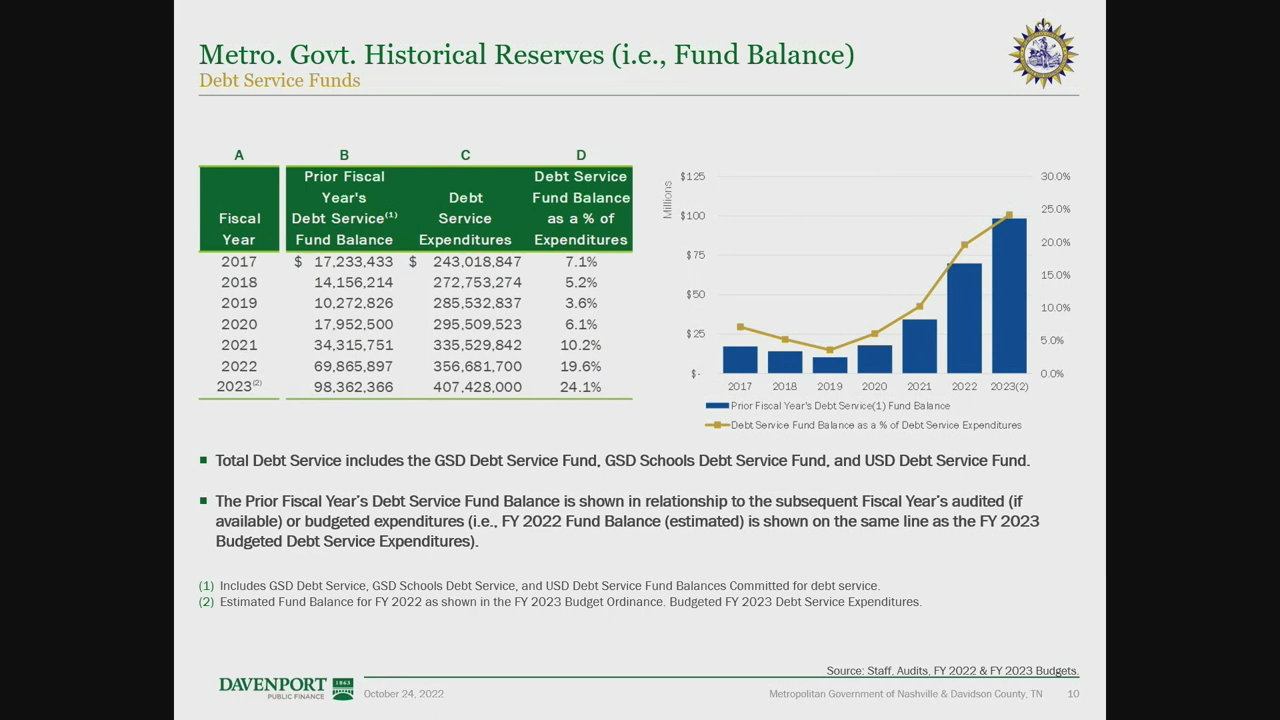 Metro. Govt. Historical Reserves (i.e., Fund Balance)
Debt Service Funds
A B C D
Fiscal Year Prior Fiscal Year's Debt Service(1) Fund Balance Debt Service Expenditures Debt Service Fund Balance as a % of Expenditures
2017 $ 17,233,433 $ 243,018,847 7.1%
2018 14,156,214 272,753,274 5.2%
2019 10,272,826 285,532,837 3.6%
2020 17,952,500 295,509,523 6.1%
2021 34,315,751 335,529,842 10.2%
2022 69,865,897 356,681,700 19.6%
2023(2) 98,362,366 407,428,000 24.1%
Millions
$125 30.0%
25.0%
$100
20.0%
$75
15.0%
$50
10.0%
$25
5.0%
$- 0.0%
2017 2018 2019 2020 2021 2022 2023(2)
Prior Fiscal Year's Debt Service(1) Fund Balance
Debt Service Fund Balance as a % of Debt Service Expenditures
Total Debt Service includes the GSD Debt Service Fund, GSD Schools Debt Service Fund, and USD Debt Service Fund.
The Prior Fiscal Year's Debt Service Fund Balance is shown in relationship to the subsequent Fiscal Year's audited (if
available) or budgeted expenditures (i.e., FY 2022 Fund Balance (estimated) is shown on the same line as the FY 2023
Budgeted Debt Service Expenditures).
(1) Includes GSD Debt Service, GSD Schools Debt Service, and USD Debt Service Fund Balances Committed for debt service.
(2) Estimated Fund Balance for FY 2022 as shown in the FY 2023 Budget Ordinance. Budgeted FY 2023 Debt Service Expenditures.
Source: Staff, Audits, FY 2022 & FY 2023 Budgets.
DAVENPORT
PUBLIC FINANCE
1863
October 24, 2022
Metropolitan Government of Nashville & Davidson County, TN 10